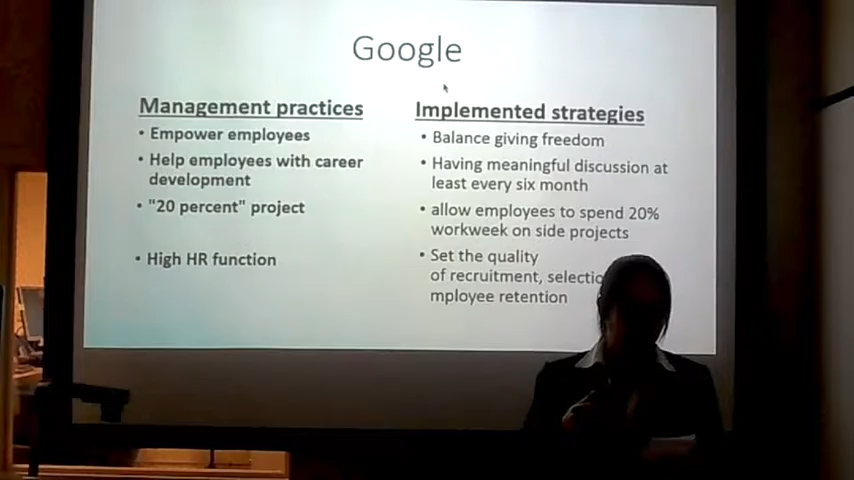 Google
Management practices
• Empower employees
• Help employees with career
development
• "20 percent" project
• High HR function
Implemented strategies
• Balance giving freedom
• Having meaningful discussion at
least every six month
• allow employees to spend 20%
workweek on side projects
• Set the quality
of recruitment,
mployee retention